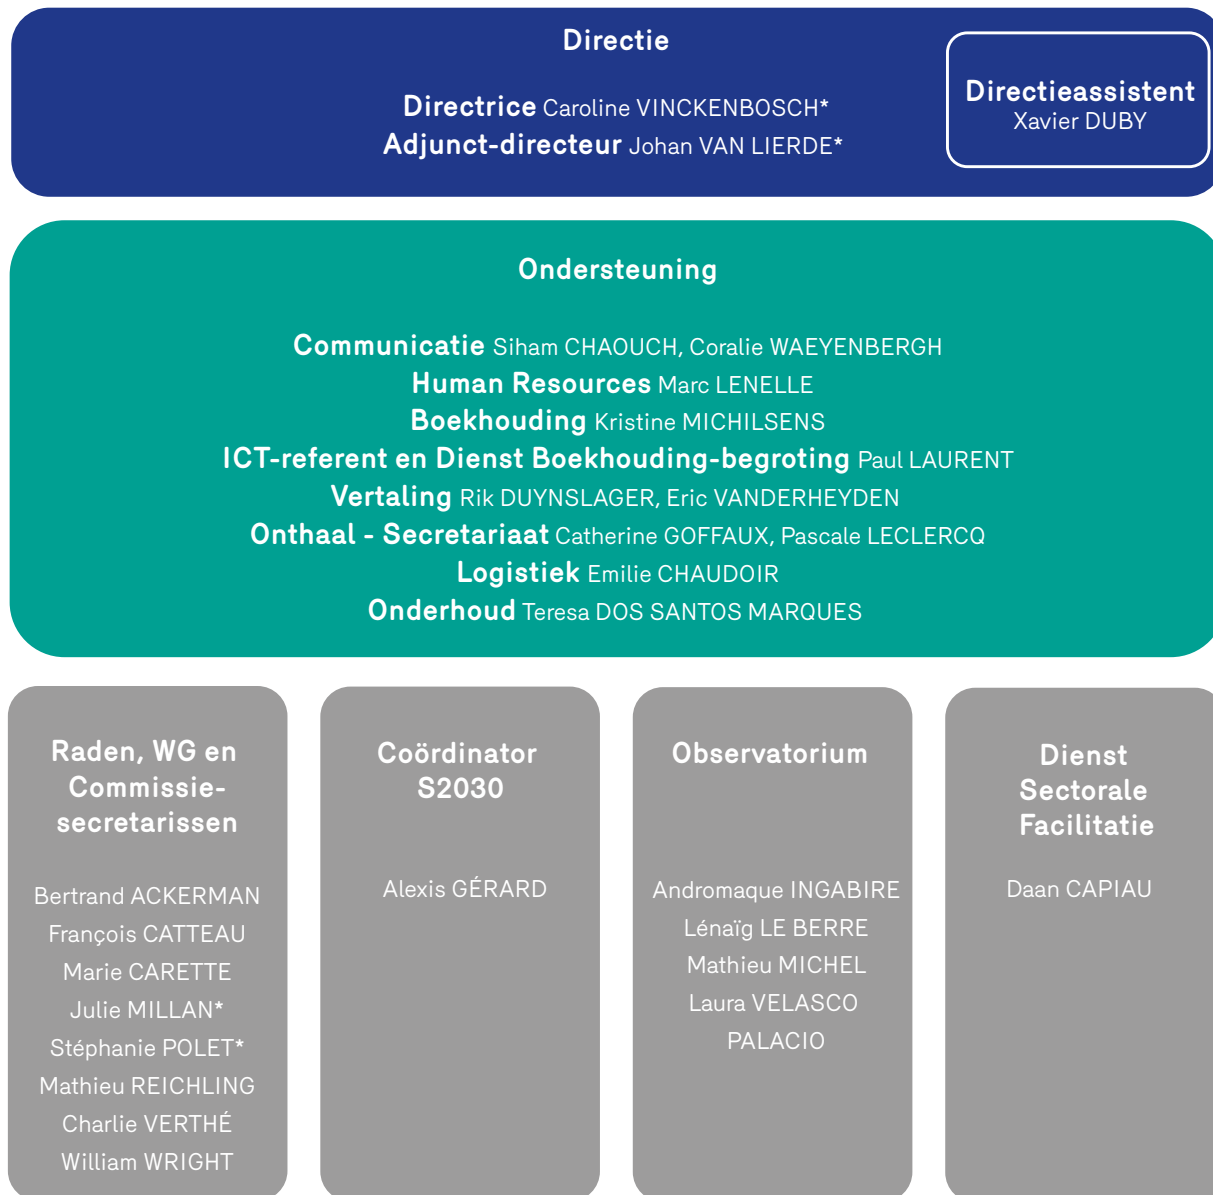 Directie
Directrice Caroline VINCKENBOSCH*
Adjunct-directeur Johan VAN LIERDE*
Directieassistent
Xavier DUBY
Ondersteuning
Communicatie Siham CHAOUCH, Coralie WAEYENBERGH
Human Resources Marc LENELLE
Boekhouding Kristine MICHILSENS
ICT-referent en Dienst Boekhouding-begroting Paul LAURENT
Vertaling Rik DUYNSLAGER, Eric VANDERHEYDEN
Onthaal - Secretariaat Catherine GOFFAUX, Pascale LECLERCQ
Logistiek Emilie CHAUDOIR
Onderhoud Teresa DOS SANTOS MARQUES
Raden, WG en
Commissie-
secretarissen
Bertrand ACKERMAN
François CATTEAU
Marie CARETTE
Julie MILLAN*
Stéphanie POLET*
Mathieu REICHLING
Charlie VERTHÉ
William WRIGHT
Coördinator
S2030
Alexis GÉRARD
Observatorium
Andromaque INGABIRE
Lénaïg LE BERRE
Mathieu MICHEL
Laura VELASCO
PALACIO
Dienst
Sectorale
Facilitatie
Daan CAPIAU